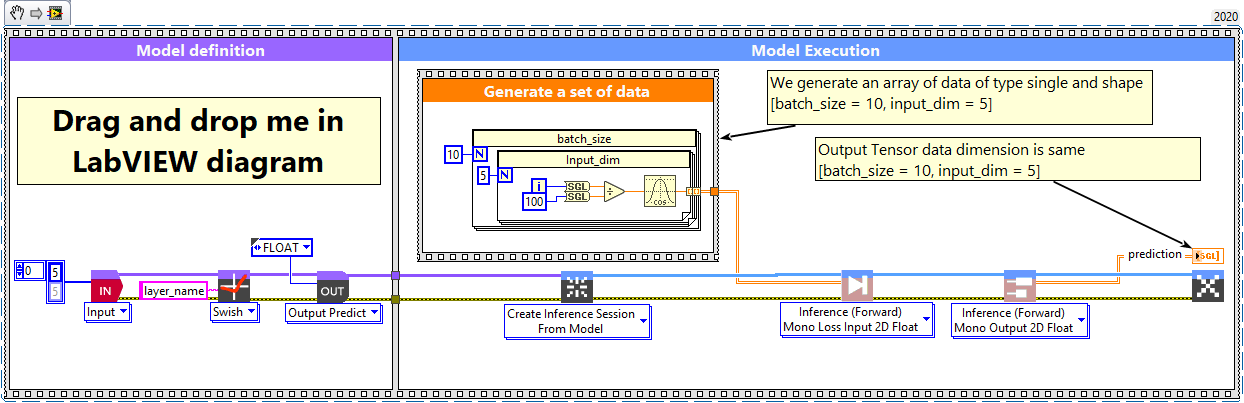 2020
Model definition
Model Execution
Drag and drop me in
LabVIEW diagram
Generate a set of data
We generate an array of data of type single and shape
[batch_size = 10, input_dim = 5]
Output Tensor data dimension is same
[batch_size = 10, input_dim = 5]
batch_size
10
N
Input_dim
5
N
i
100
SGL
SGL
÷
COS
FLOAT
0
5
5
IN
layer_name
OUT
Input
Swish
Output Predict
Create Inference Session
From Model
Inference (Forward)
Mono Loss Input 2D Float
Inference (Forward)
Mono Output 2D Float
prediction
SGL